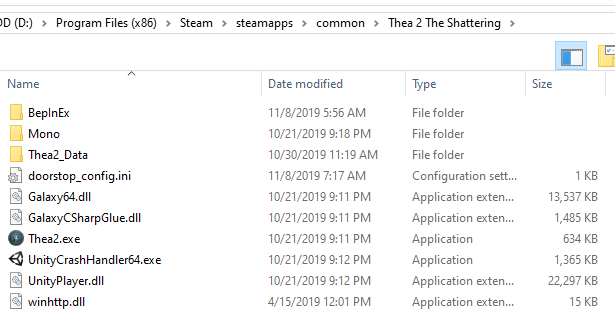 DD (D:) > Program Files (x86) > Steam > steamapps > common > Thea 2 The Shattering >
Name Date modified Type Size
BepInEx 11/8/2019 5:56 AM File folder
Mono 10/21/2019 9:18 PM File folder
Thea2_Data 10/30/2019 11:19 AM File folder
doorstop_config.ini 11/8/2019 7:17 AM Configuration sett... 1 KB
Galaxy64.dll 10/21/2019 9:11 PM Application exten... 13,537 KB
GalaxyCSharpGlue.dll 10/21/2019 9:11 PM Application exten... 1,485 KB
Thea2.exe 10/21/2019 9:11 PM Application 634 KB
UnityCrashHandler64.exe 10/21/2019 9:12 PM Application 1,365 KB
UnityPlayer.dll 10/21/2019 9:12 PM Application exten... 22,297 KB
winhttp.dll 4/15/2019 12:01 PM Application exten... 15 KB